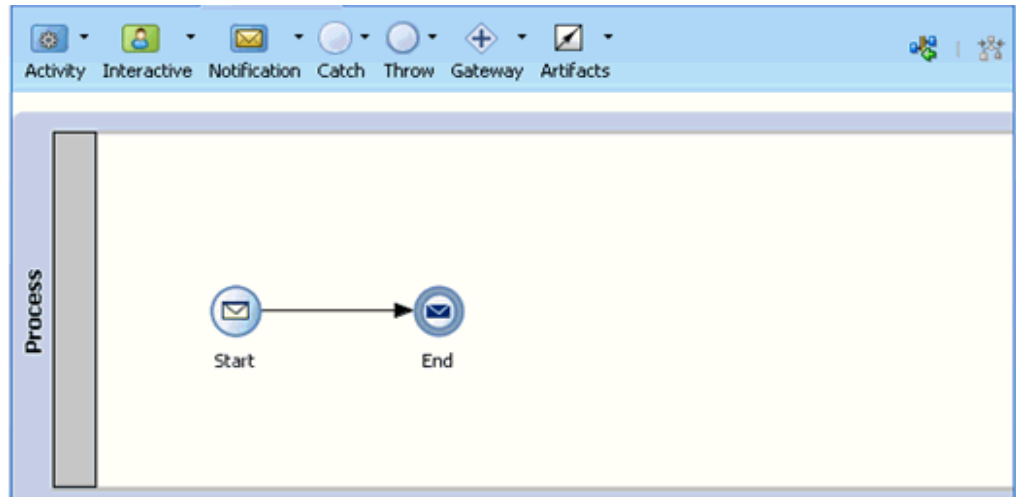 Activity Interactive Notification Catch Throw Gateway Artifacts
Process
Start End